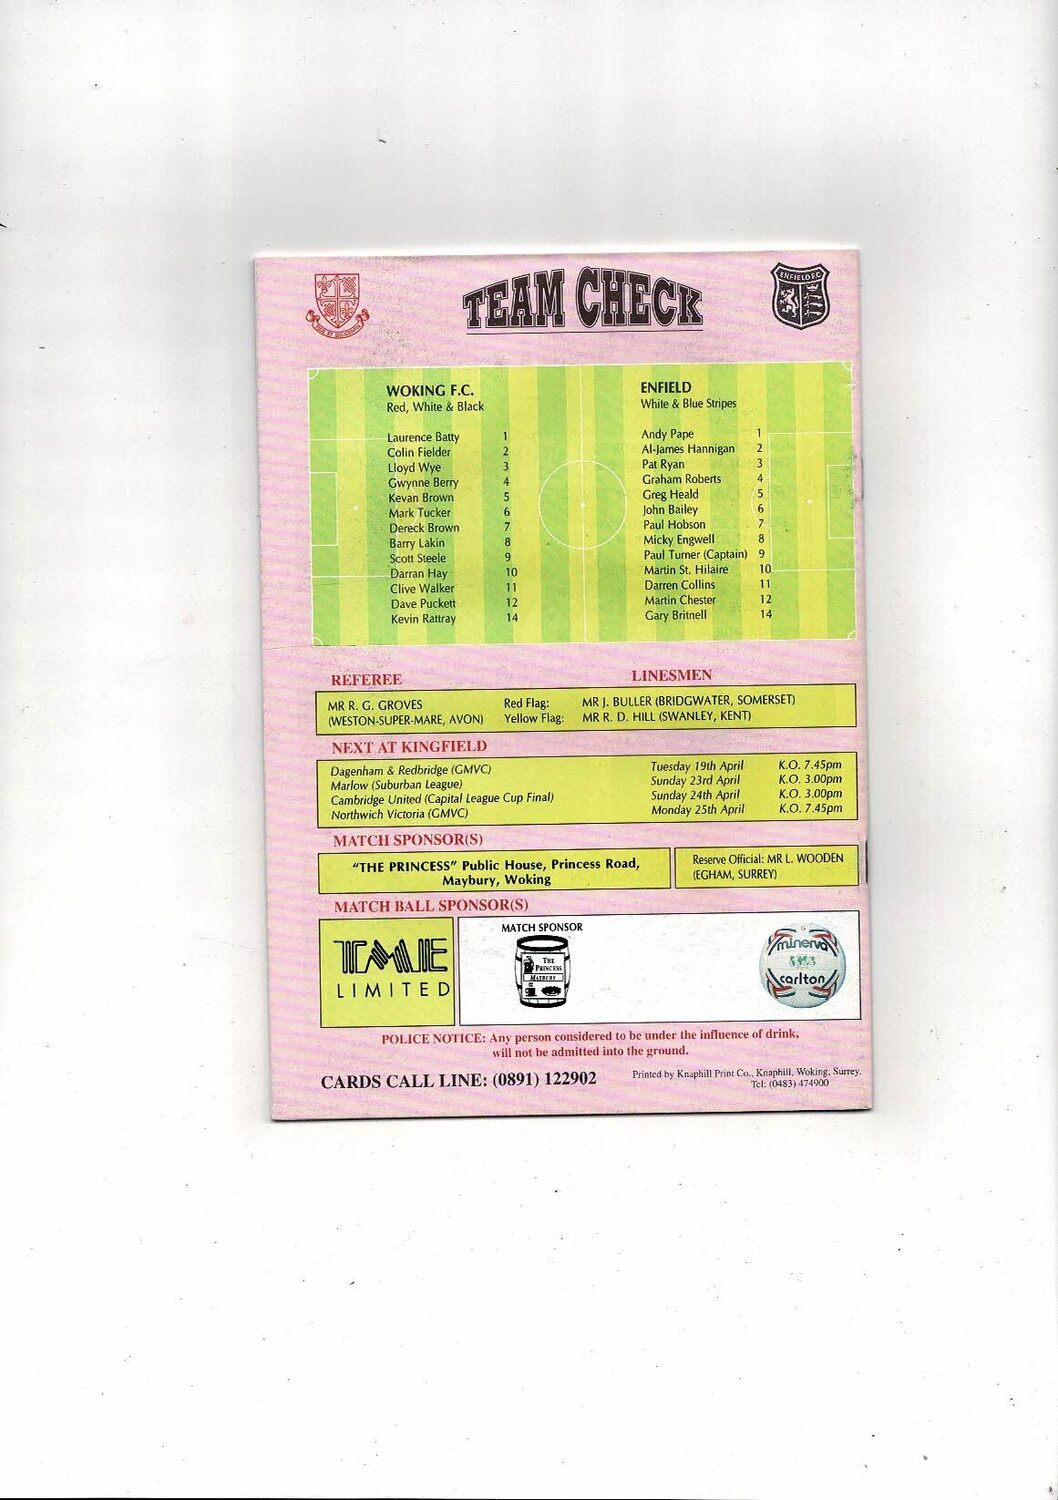 TEAM CHECK
ENFIELD F.C
WOKING F.C.
Red, White & Black
Laurence Batty 1
Colin Fielder 2
Lloyd Wye 3
Gwynne Berry 4
Kevan Brown 5
Mark Tucker 6
Dereck Brown 7
Barry Lakin 8
Scott Steele 9
Darran Hay 10
Clive Walker 11
Dave Puckett 12
Kevin Rattray 14
ENFIELD
White & Blue Stripes
Andy Pape 1
Al-James Hannigan 2
Pat Ryan 3
Graham Roberts 4
Greg Heald 5
John Bailey 6
Paul Hobson 7
Micky Engwell 8
Paul Turner (Captain) 9
Martin St. Hilaire 10
Darren Collins 11
Martin Chester 12
Gary Britnell 14
REFEREE
MR R. G. GROVES
(WESTON-SUPER-MARE, AVON)
LINESMEN
Red Flag: MR J. BULLER (BRIDGWATER, SOMERSET)
Yellow Flag: MR R. D. HILL (SWANLEY, KENT)
NEXT AT KINGFIELD
Dagenham & Redbridge (GMVC) Tuesday 19th April K.O. 7.45pm
Marlow (Suburban League) Sunday 23rd April K.O. 3.00pm
Cambridge United (Capital League Cup Final) Sunday 24th April K.O. 3.00pm
Northwich Victoria (GMVC) Monday 25th April K.O. 7.45pm
MATCH SPONSOR(S)
"THE PRINCESS" Public House, Princess Road,
Maybury, Woking
Reserve Official: MR L. WOODEN
(EGHAM, SURREY)
MATCH BALL SPONSOR(S)
TME
LIMITED
MATCH SPONSOR
THE
PRINCESS
MAYBURY
minerva
carlton
POLICE NOTICE: Any person considered to be under the influence of drink,
will not be admitted into the ground.
CARDS CALL LINE: (0891) 122902
Printed by Knaphill Print Co., Knaphill, Woking, Surrey.
Tel: (0483) 474900